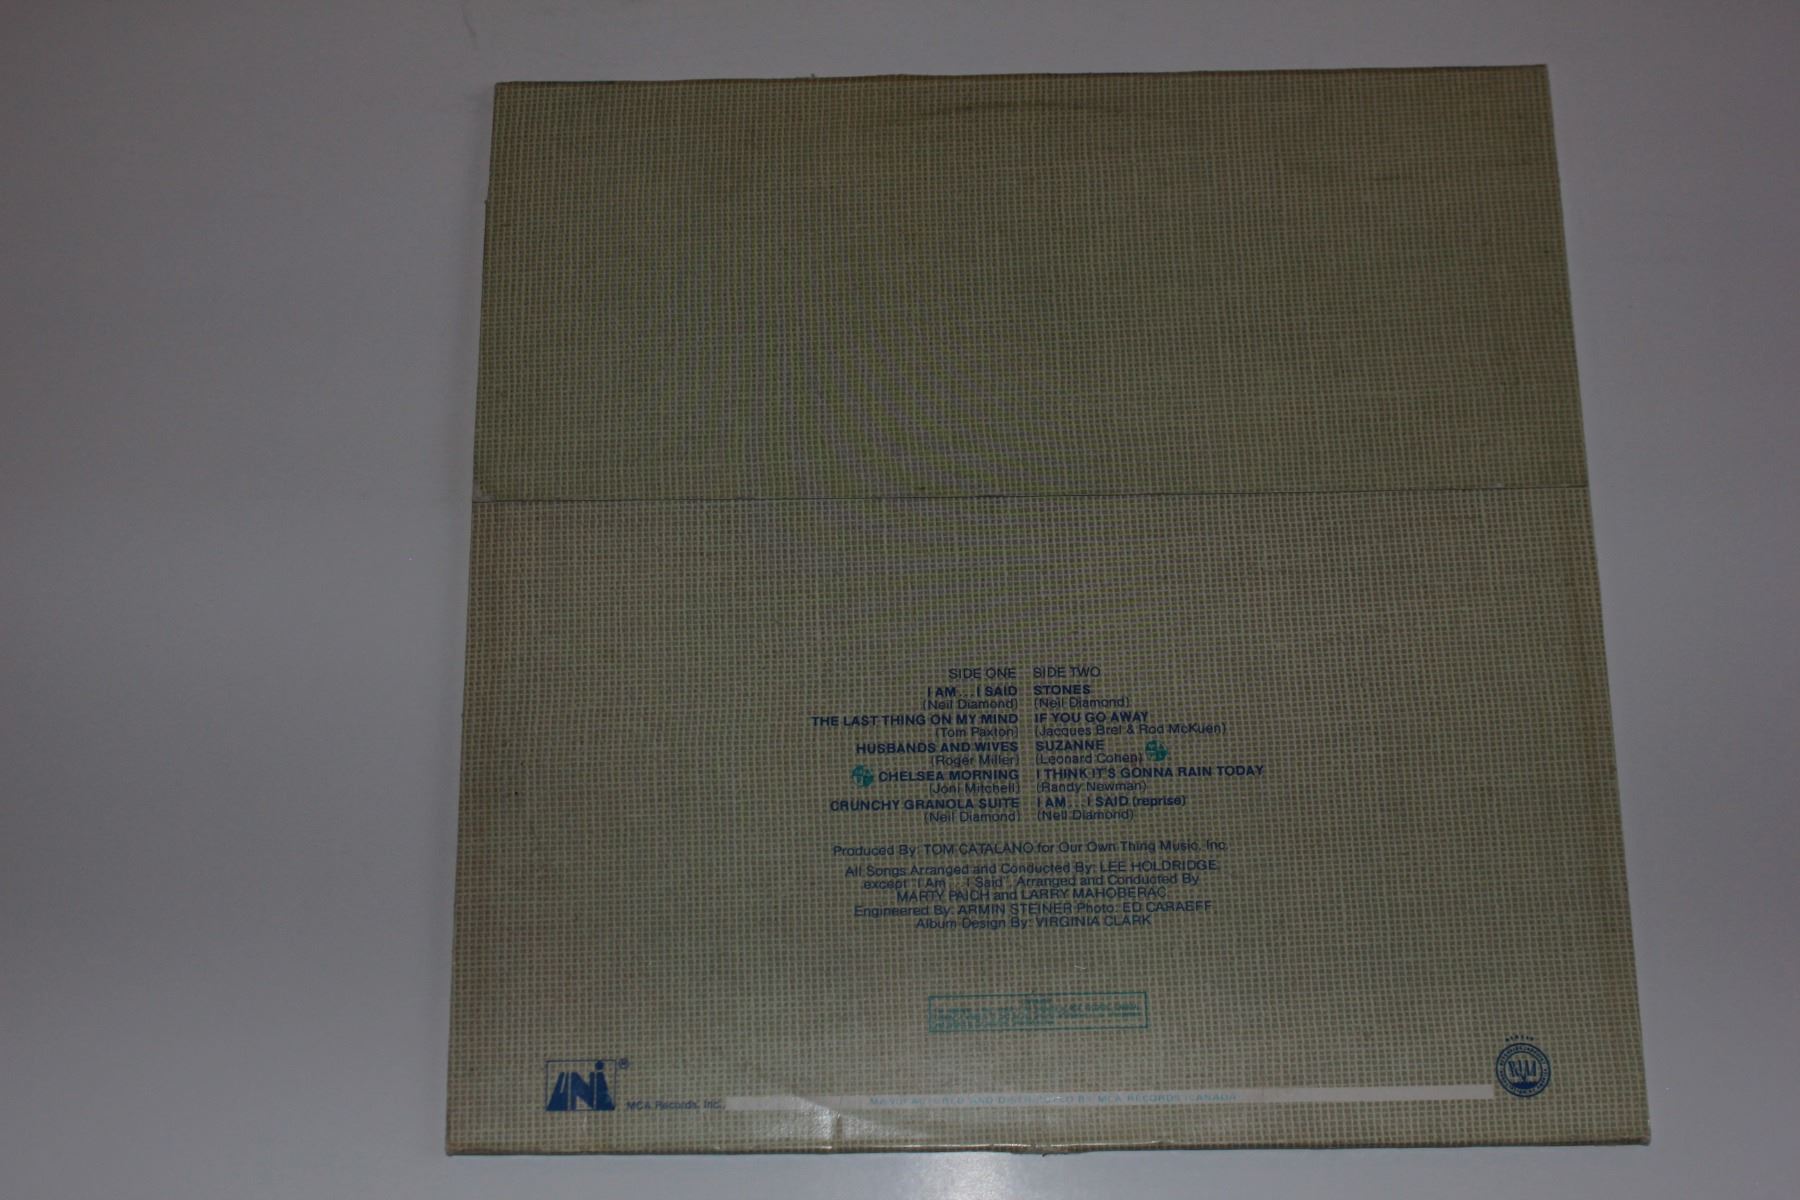 SIDE ONE
I AM...I SAID
(Neil Diamond)
THE LAST THING ON MY MIND
(Tom Paxton)
HUSBANDS AND WIVES
(Roger Miller)
CHELSEA MORNING
(Joni Mitchell)
CRUNCHY GRANOLA SUITE
(Neil Diamond)
SIDE TWO
STONES
(Neil Diamond)
IF YOU GO AWAY
(Jacques Brel & Rod McKuen)
SUZANNE
(Leonard Cohen)
I THINK IT'S GONNA RAIN TODAY
(Randy Newman)
I AM...I SAID (reprise)
(Neil Diamond)
Produced By: TOM CATALANO for Our Own Thing Music, Inc.
All Songs Arranged and Conducted By: LEE HOLDRIDGE,
except "I Am...I Said", Arranged and Conducted By
MARTY PAICH and LARRY MAHOBERAC.
Engineered By: ARMIN STEINER Photo: ED CARAEFF,
Album Design By: VIRGINIA CLARK
UNI®
MCA Records, Inc.
MANUFACTURED AND DISTRIBUTED BY MCA RECORDS (CANADA)